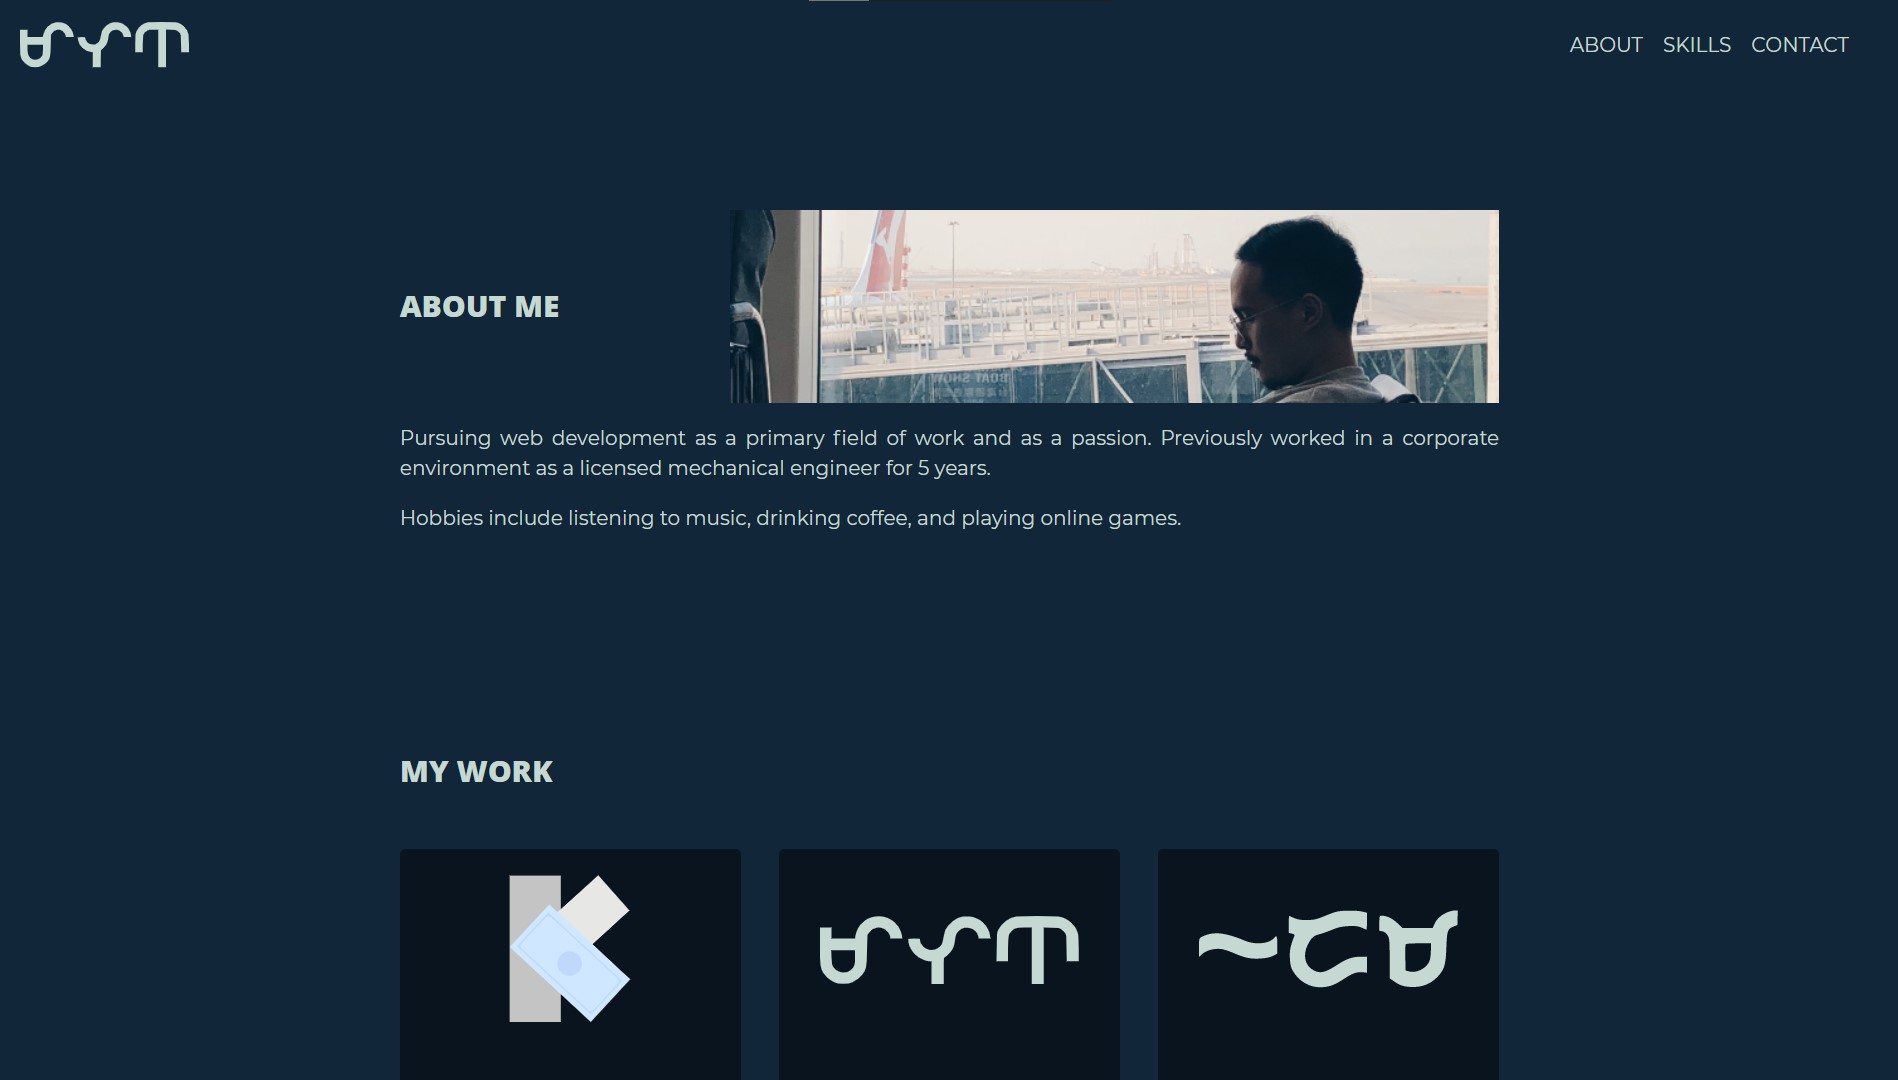 ABOUT SKILLS CONTACT
ABOUT ME
BOAT SHOW
Pursuing web development as a primary field of work and as a passion. Previously worked in a corporate
environment as a licensed mechanical engineer for 5 years.
Hobbies include listening to music, drinking coffee, and playing online games.
MY WORK